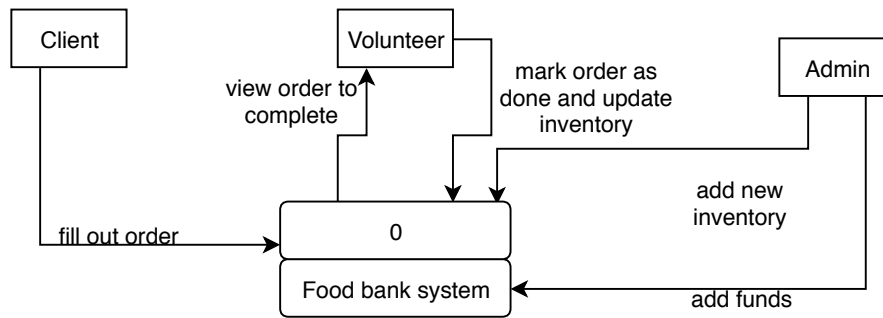 Client
Volunteer
Admin
view order to
complete
mark order as
done and update
inventory
add new
inventory
fill out order
0
Food bank system
add funds